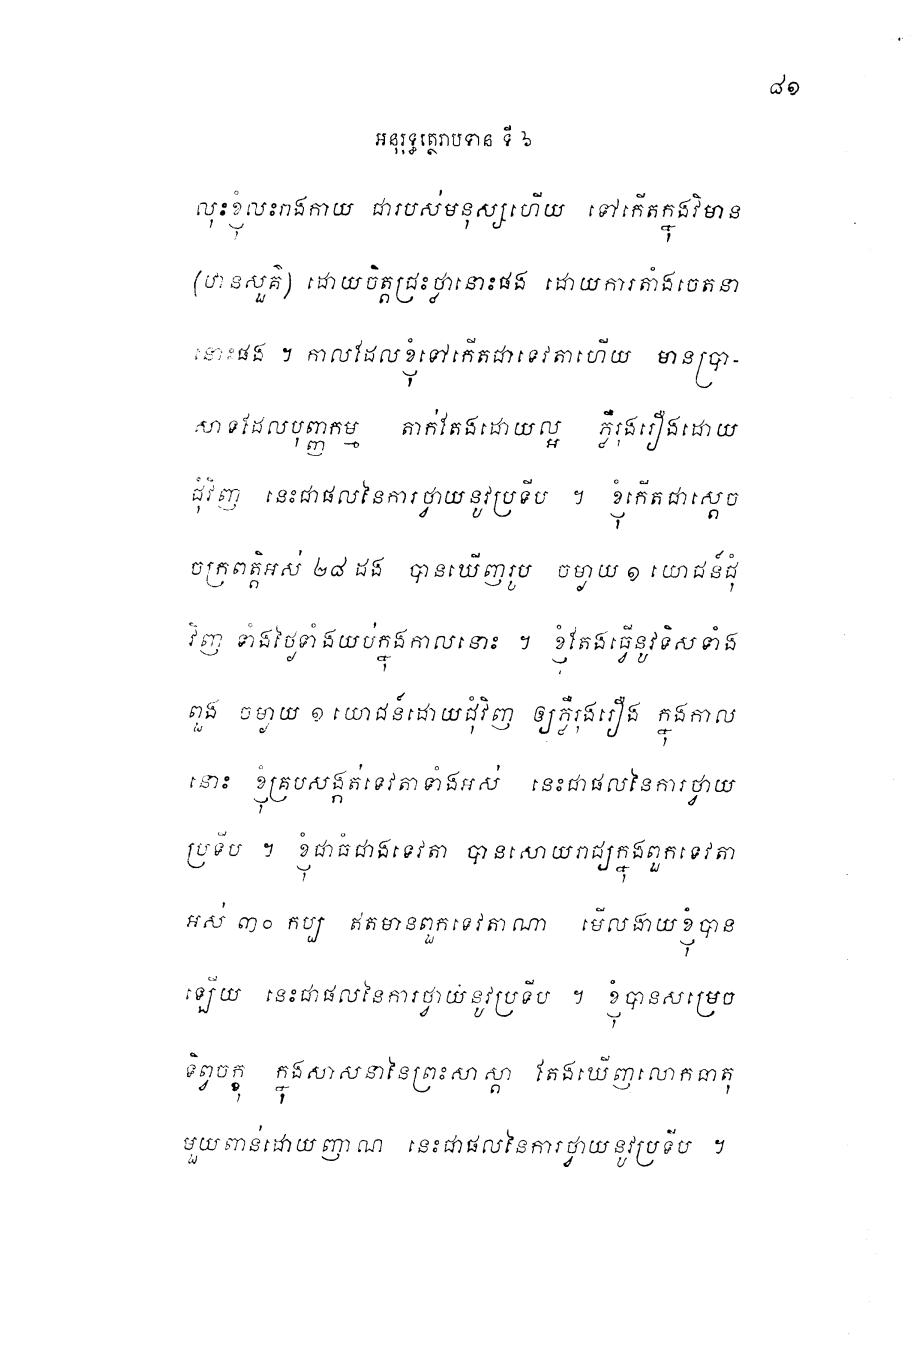 ៨១
អនុរុទ្ធត្ថេរាបទាន ទី ៦
លុះខ្ញុំលះរាងកាយ ជារបស់មនុស្សហើយ ទៅកើតក្នុងវិមាន
(ឋានសួគ៌) ដោយចិត្តជ្រះថ្លានោះផង ដោយការតាំងចេតនា
នោះផង ។ កាលដែលខ្ញុំទៅកើតជាទេវតាហើយ មានប្រា-
សាទដែលបុញ្ញកម្ម តាក់តែងដោយល្អ ភ្លឺរុងរឿងដោយ
ជុំវិញ នេះជាផលនៃការថ្វាយនូវប្រទីប ។ ខ្ញុំកើតជាស្តេច
ចក្រពត្តិអស់ ២៨ ដង បានឃើញរូប ចម្ងាយ ១ យោជន៍ជុំ
វិញ ទាំងថ្ងៃទាំងយប់ក្នុងកាលនោះ ។ ខ្ញុំតែងធ្វើនូវទិសទាំង
ពួង ចម្ងាយ ១ យោជន៍ដោយជុំវិញ ឲ្យភ្លឺរុងរឿង ក្នុងកាល
នោះ ខ្ញុំគ្របសង្កត់ទេវតាទាំងអស់ នេះជាផលនៃការថ្វាយ
ប្រទីប ។ ខ្ញុំជាធំជាងទេវតា បានសោយរាជ្យក្នុងពួកទេវតា
អស់ ៣០ កប្ប ឥតមានពួកទេវតាណា មើលងាយខ្ញុំបាន
ឡើយ នេះជាផលនៃការថ្វាយនូវប្រទីប ។ ខ្ញុំបានសម្រេច
ទិព្វចក្ខុ ក្នុងសាសនានៃព្រះសាស្តា តែងឃើញលោកធាតុ
មួយពាន់ដោយញាណ នេះជាផលនៃការថ្វាយនូវប្រទីប ។